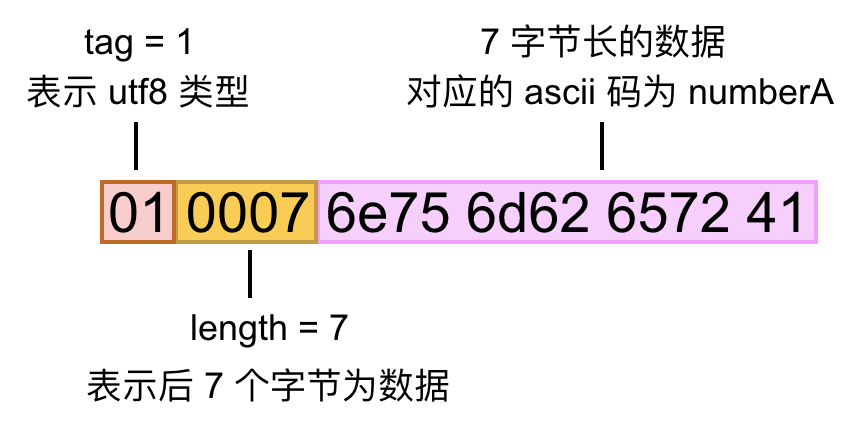 tag = 1
表示 utf8 类型
7 字节长的数据
对应的 ascii 码为 numberA
01 0007 6e75 6d62 6572 41
length = 7
表示后 7 个字节为数据